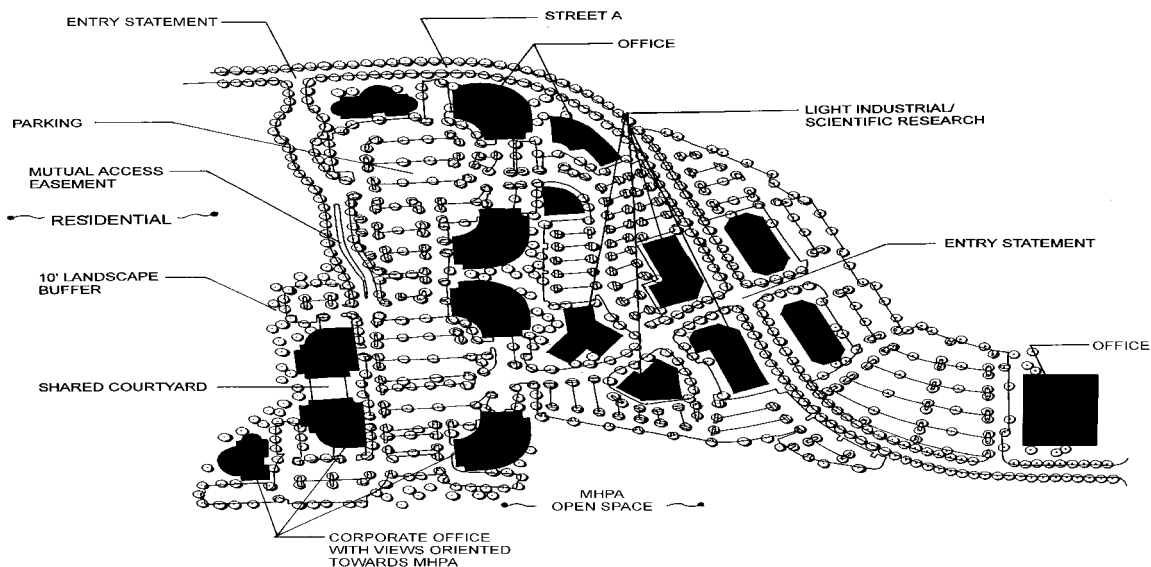 ENTRY STATEMENT
STREET A
OFFICE
LIGHT INDUSTRIAL/
SCIENTIFIC RESEARCH
PARKING
MUTUAL ACCESS
EASEMENT
RESIDENTIAL
ENTRY STATEMENT
10' LANDSCAPE
BUFFER
OFFICE
SHARED COURTYARD
MHPA
OPEN SPACE
CORPORATE OFFICE
WITH VIEWS ORIENTED
TOWARDS MHPA